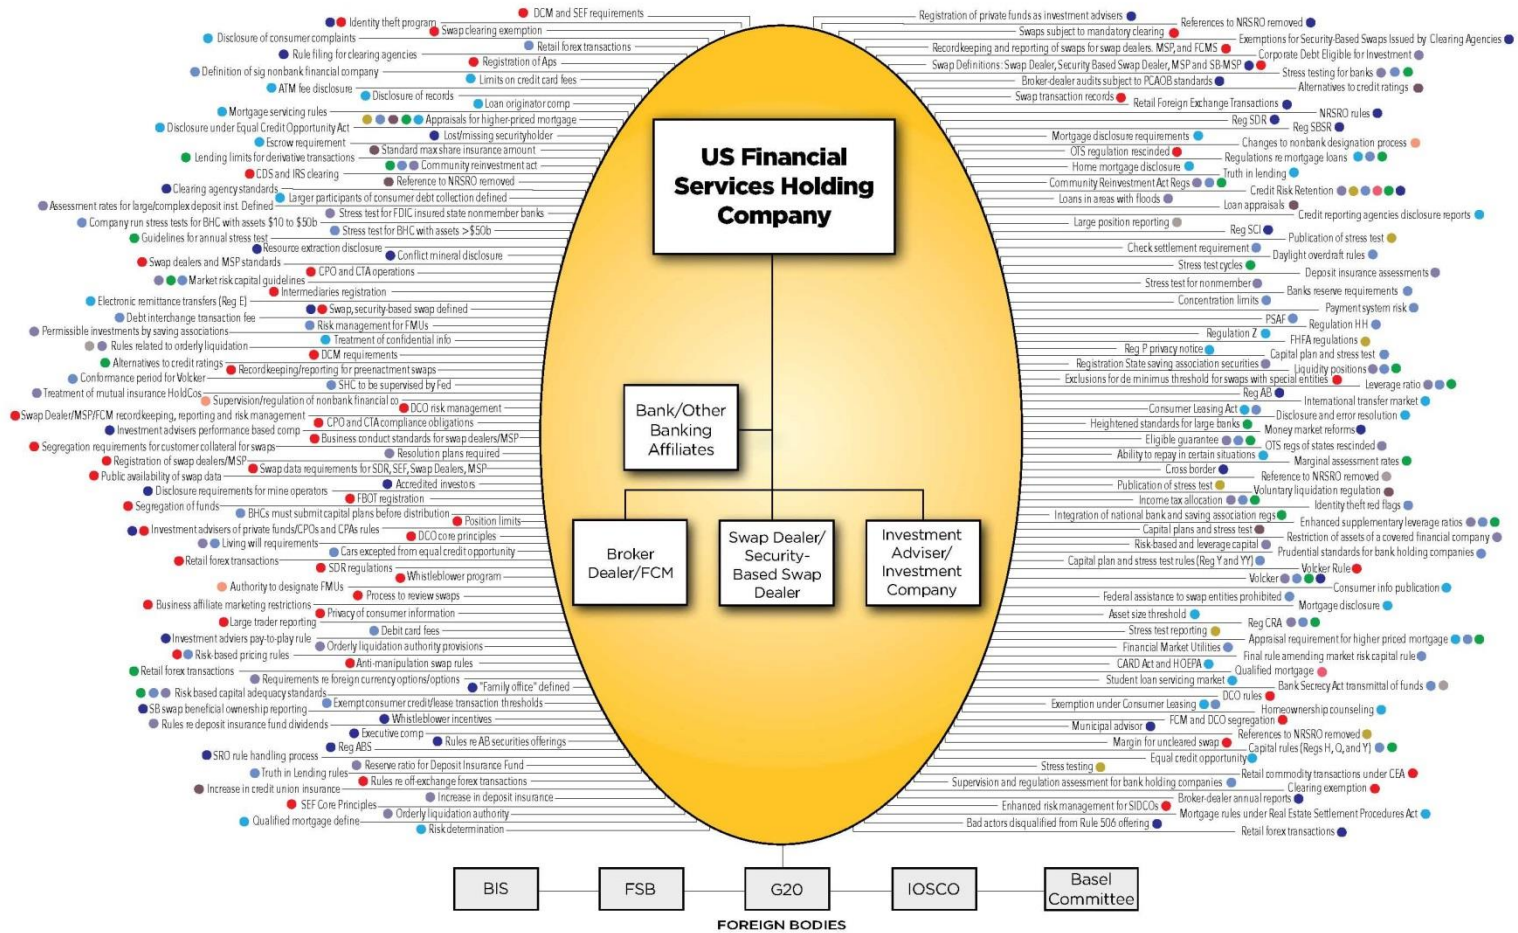 DCM and SEF requirements
Identity theft program
Swap clearing exemption
Disclosure of consumer complaints
Retail forex transactions
Rule filing for clearing agencies
Registration of Aps
Definition of sig nonbank financial company
Limits on credit card fees
ATM fee disclosure
Disclosure of records
Loan originator comp
Mortgage servicing rules
Appraisals for higher-priced mortgage
Disclosure under Equal Credit Opportunity Act
Lost/missing securityholder
Escrow requirement
Standard max share insurance amount
Lending limits for derivative transactions
Community reinvestment act
CDS and IRS clearing
Reference to NRSRO removed
Clearing agency standards
Larger participants of consumer debt collection defined
Assessment rates for large/complex deposit inst. Defined
Stress test for FDIC insured state nonmember banks
Company run stress tests for BHC with assets $10 to $50b
Stress test for BHC with assets >$50b
Guidelines for annual stress test
Resource extraction disclosure
Conflict mineral disclosure
Swap dealers and MSP standards
CPO and CTA operations
Market risk capital guidelines
Intermediaries registration
Electronic remittance transfers (Reg E)
Swap, security-based swap defined
Debt interchange transaction fee
Risk management for FMUs
Permissible investments by saving associations
Treatment of confidential info
Rules related to orderly liquidation
DCM requirements
Alternatives to credit ratings
Recordkeeping/reporting for preenactment swaps
Conformance period for Volcker
SHC to be supervised by Fed
Treatment of mutual insurance HoldCos
Supervision/regulation of nonbank financial co
DCO risk management
Swap Dealer/MSP/FCM recordkeeping, reporting and risk management
CPO and CTA compliance obligations
Investment advisers performance based comp
Business conduct standards for swap dealers/MSP
Segregation requirements for customer collateral for swaps
Resolution plans required
Registration of swap dealers/MSP
Swap data requirements for SDR, SEF, Swap Dealers, MSP
Public availability of swap data
Accredited investors
Disclosure requirements for mine operators
FBOT registration
Segregation of funds
BHCs must submit capital plans before distribution
Position limits
Investment advisers of private funds/CPOs and CPAs rules
DCO core principles
Living will requirements
Cars excepted from equal credit opportunity
Retail forex transactions
SDR regulations
Whistleblower program
Authority to designate FMUs
Process to review swaps
Business affiliate marketing restrictions
Privacy of consumer information
Large trader reporting
Debit card fees
Investment advisers pay-to-play rule
Orderly liquidation authority provisions
Risk-based pricing rules
Anti-manipulation swap rules
Retail forex transactions
Requirements re foreign currency options/options
"Family office" defined
Risk based capital adequacy standards
Exempt consumer credit/lease transaction thresholds
SB swap beneficial ownership reporting
Whistleblower incentives
Rules re deposit insurance fund dividends
Executive comp
Rules re AB securities offerings
Reg ABS
SRO rule handling process
Reserve ratio for Deposit Insurance Fund
Truth in Lending rules
Rules re off-exchange forex transactions
Increase in credit union insurance
Increase in deposit insurance
SEF Core Principles
Orderly liquidation authority
Qualified mortgage define
Risk determination
US Financial
Services Holding
Company
Bank/Other
Banking
Affiliates
Broker
Dealer/FCM
Swap Dealer/
Security-
Based Swap
Dealer
Investment
Adviser/
Investment
Company
Registration of private funds as investment advisers
References to NRSRO removed
Swaps subject to mandatory clearing
Exemptions for Security-Based Swaps Issued by Clearing Agencies
Recordkeeping and reporting of swaps for swap dealers. MSP, and FCMS
Corporate Debt Eligible for Investment
Swap Definitions: Swap Dealer, Security Based Swap Dealer, MSP and SB-MSP
Stress testing for banks
Broker-dealer audits subject to PCAOB standards
Alternatives to credit ratings
Swap transaction records
Retail Foreign Exchange Transactions
NRSRO rules
Reg SDR
Reg SBSR
Mortgage disclosure requirements
Changes to nonbank designation process
OTS regulation rescinded
Regulations re mortgage loans
Home mortgage disclosure
Truth in lending
Community Reinvestment Act Regs
Credit Risk Retention
Loans in areas with floods
Loan appraisals
Credit reporting agencies disclosure reports
Large position reporting
Reg SCI
Publication of stress test
Check settlement requirement
Daylight overdraft rules
Stress test cycles
Deposit insurance assessments
Stress test for nonmember
Banks reserve requirements
Concentration limits
Payment system risk
PSAF
Regulation HH
Regulation Z
FHFA regulations
Reg P privacy notice
Capital plan and stress test
Registration State saving association securities
Liquidity positions
Exclusions for de minimus threshold for swaps with special entities
Leverage ratio
Reg AB
International transfer market
Consumer Leasing Act
Disclosure and error resolution
Heightened standards for large banks
Money market reforms
Eligible guarantee
OTS regs of states rescinded
Ability to repay in certain situations
Marginal assessment rates
Cross border
Reference to NRSRO removed
Publication of stress test
Voluntary liquidation regulation
Income tax allocation
Identity theft red flags
Integration of national bank and saving association regs
Enhanced supplementary leverage ratios
Capital plans and stress test
Restriction of assets of a covered financial company
Risk-based and leverage capital
Prudential standards for bank holding companies
Capital plan and stress test rules (Reg Y and YY)
Volcker Rule
Volcker
Consumer info publication
Federal assistance to swap entities prohibited
Mortgage disclosure
Asset size threshold
Reg CRA
Stress test reporting
Appraisal requirement for higher priced mortgage
Financial Market Utilities
Final rule amending market risk capital rule
CARD Act and HOEPA
Qualified mortgage
Student loan servicing market
Bank Secrecy Act transmittal of funds
DCO rules
Exemption under Consumer Leasing
Homeownership counseling
FCM and DCO segregation
Municipal advisor
References to NRSRO removed
Margin for uncleared swap
Capital rules (Regs H, Q, and Y)
Equal credit opportunity
Stress testing
Retail commodity transactions under CEA
Supervision and regulation assessment for bank holding companies
Clearing exemption
Broker-dealer annual reports
Enhanced risk management for SIDCOs
Mortgage rules under Real Estate Settlement Procedures Act
Bad actors disqualified from Rule 506 offering
Retail forex transactions
BIS
FSB
G20
IOSCO
Basel
Committee
FOREIGN BODIES